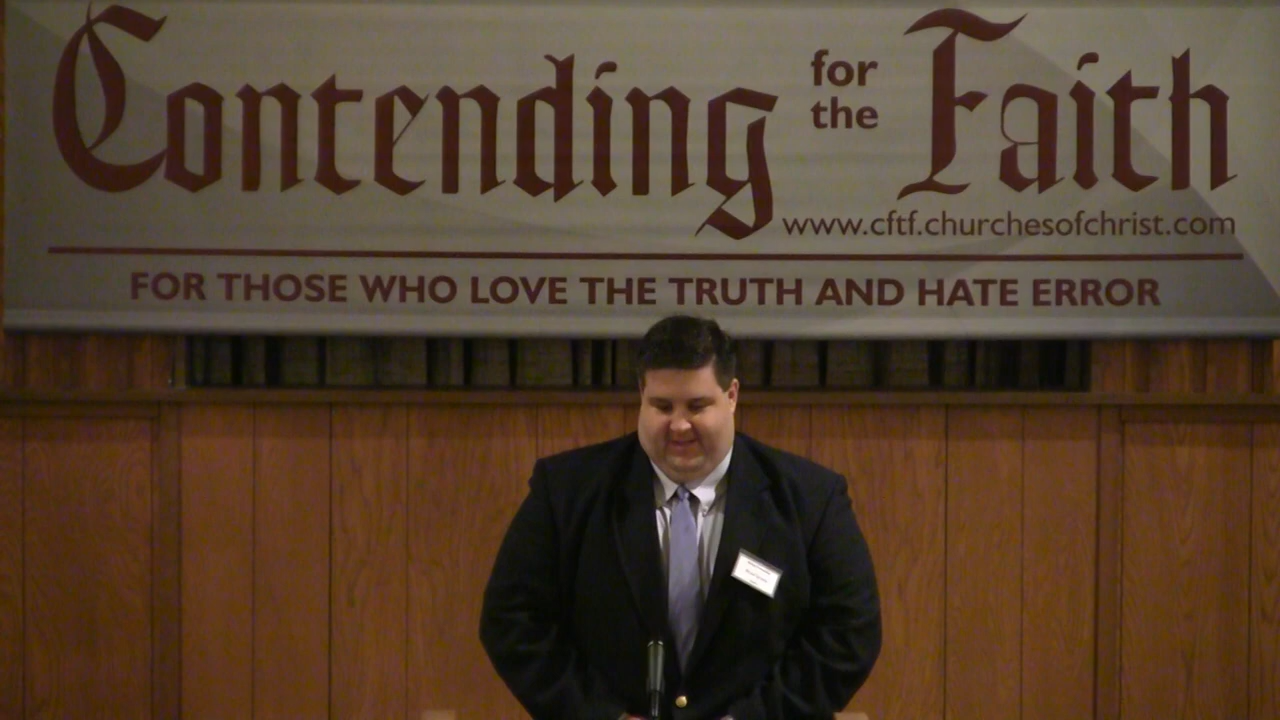 Contending for the Faith
www.cftf.churchesofchrist.com
FOR THOSE WHO LOVE THE TRUTH AND HATE ERROR